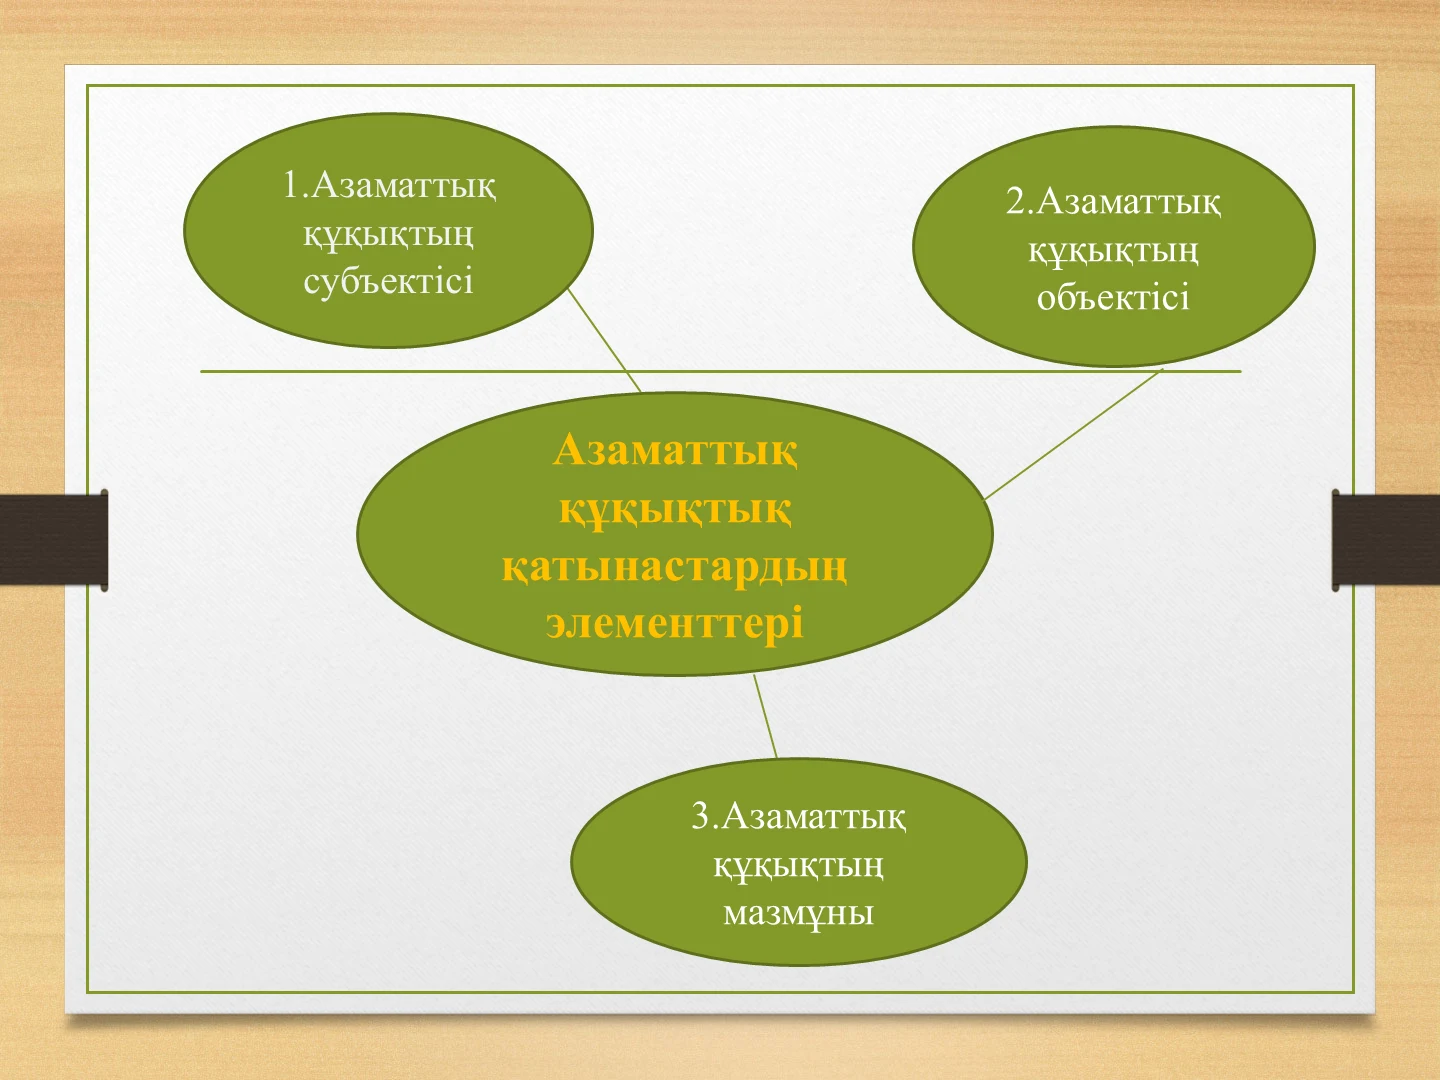 1.Азаматтық
құқықтың
субъектісі
2.Азаматтық
құқықтың
объектісі
Азаматтық
құқықтық
қатынастардың
элементтері
3.Азаматтық
құқықтың
мазмұны